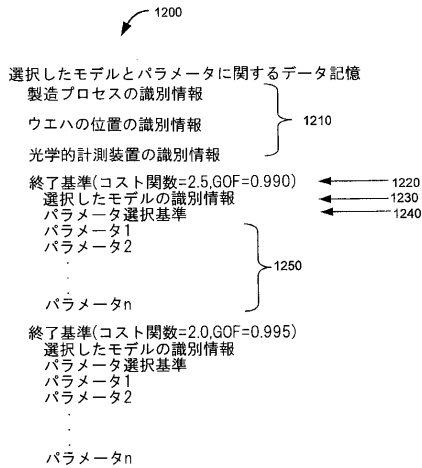 1200
選択したモデルとパラメータに関するデータ記憶
製造プロセスの識別情報
ウエハの位置の識別情報
1210
光学的計測装置の識別情報
終了基準(コスト関数=2.5,GOF=0.990)
1220
選択したモデルの識別情報
1230
パラメータ選択基準
1240
パラメータ1
パラメータ2
1250
.
.
.
パラメータn
終了基準(コスト関数=2.0,GOF=0.995)
選択したモデルの識別情報
パラメータ選択基準
パラメータ1
パラメータ2
.
.
.
パラメータn